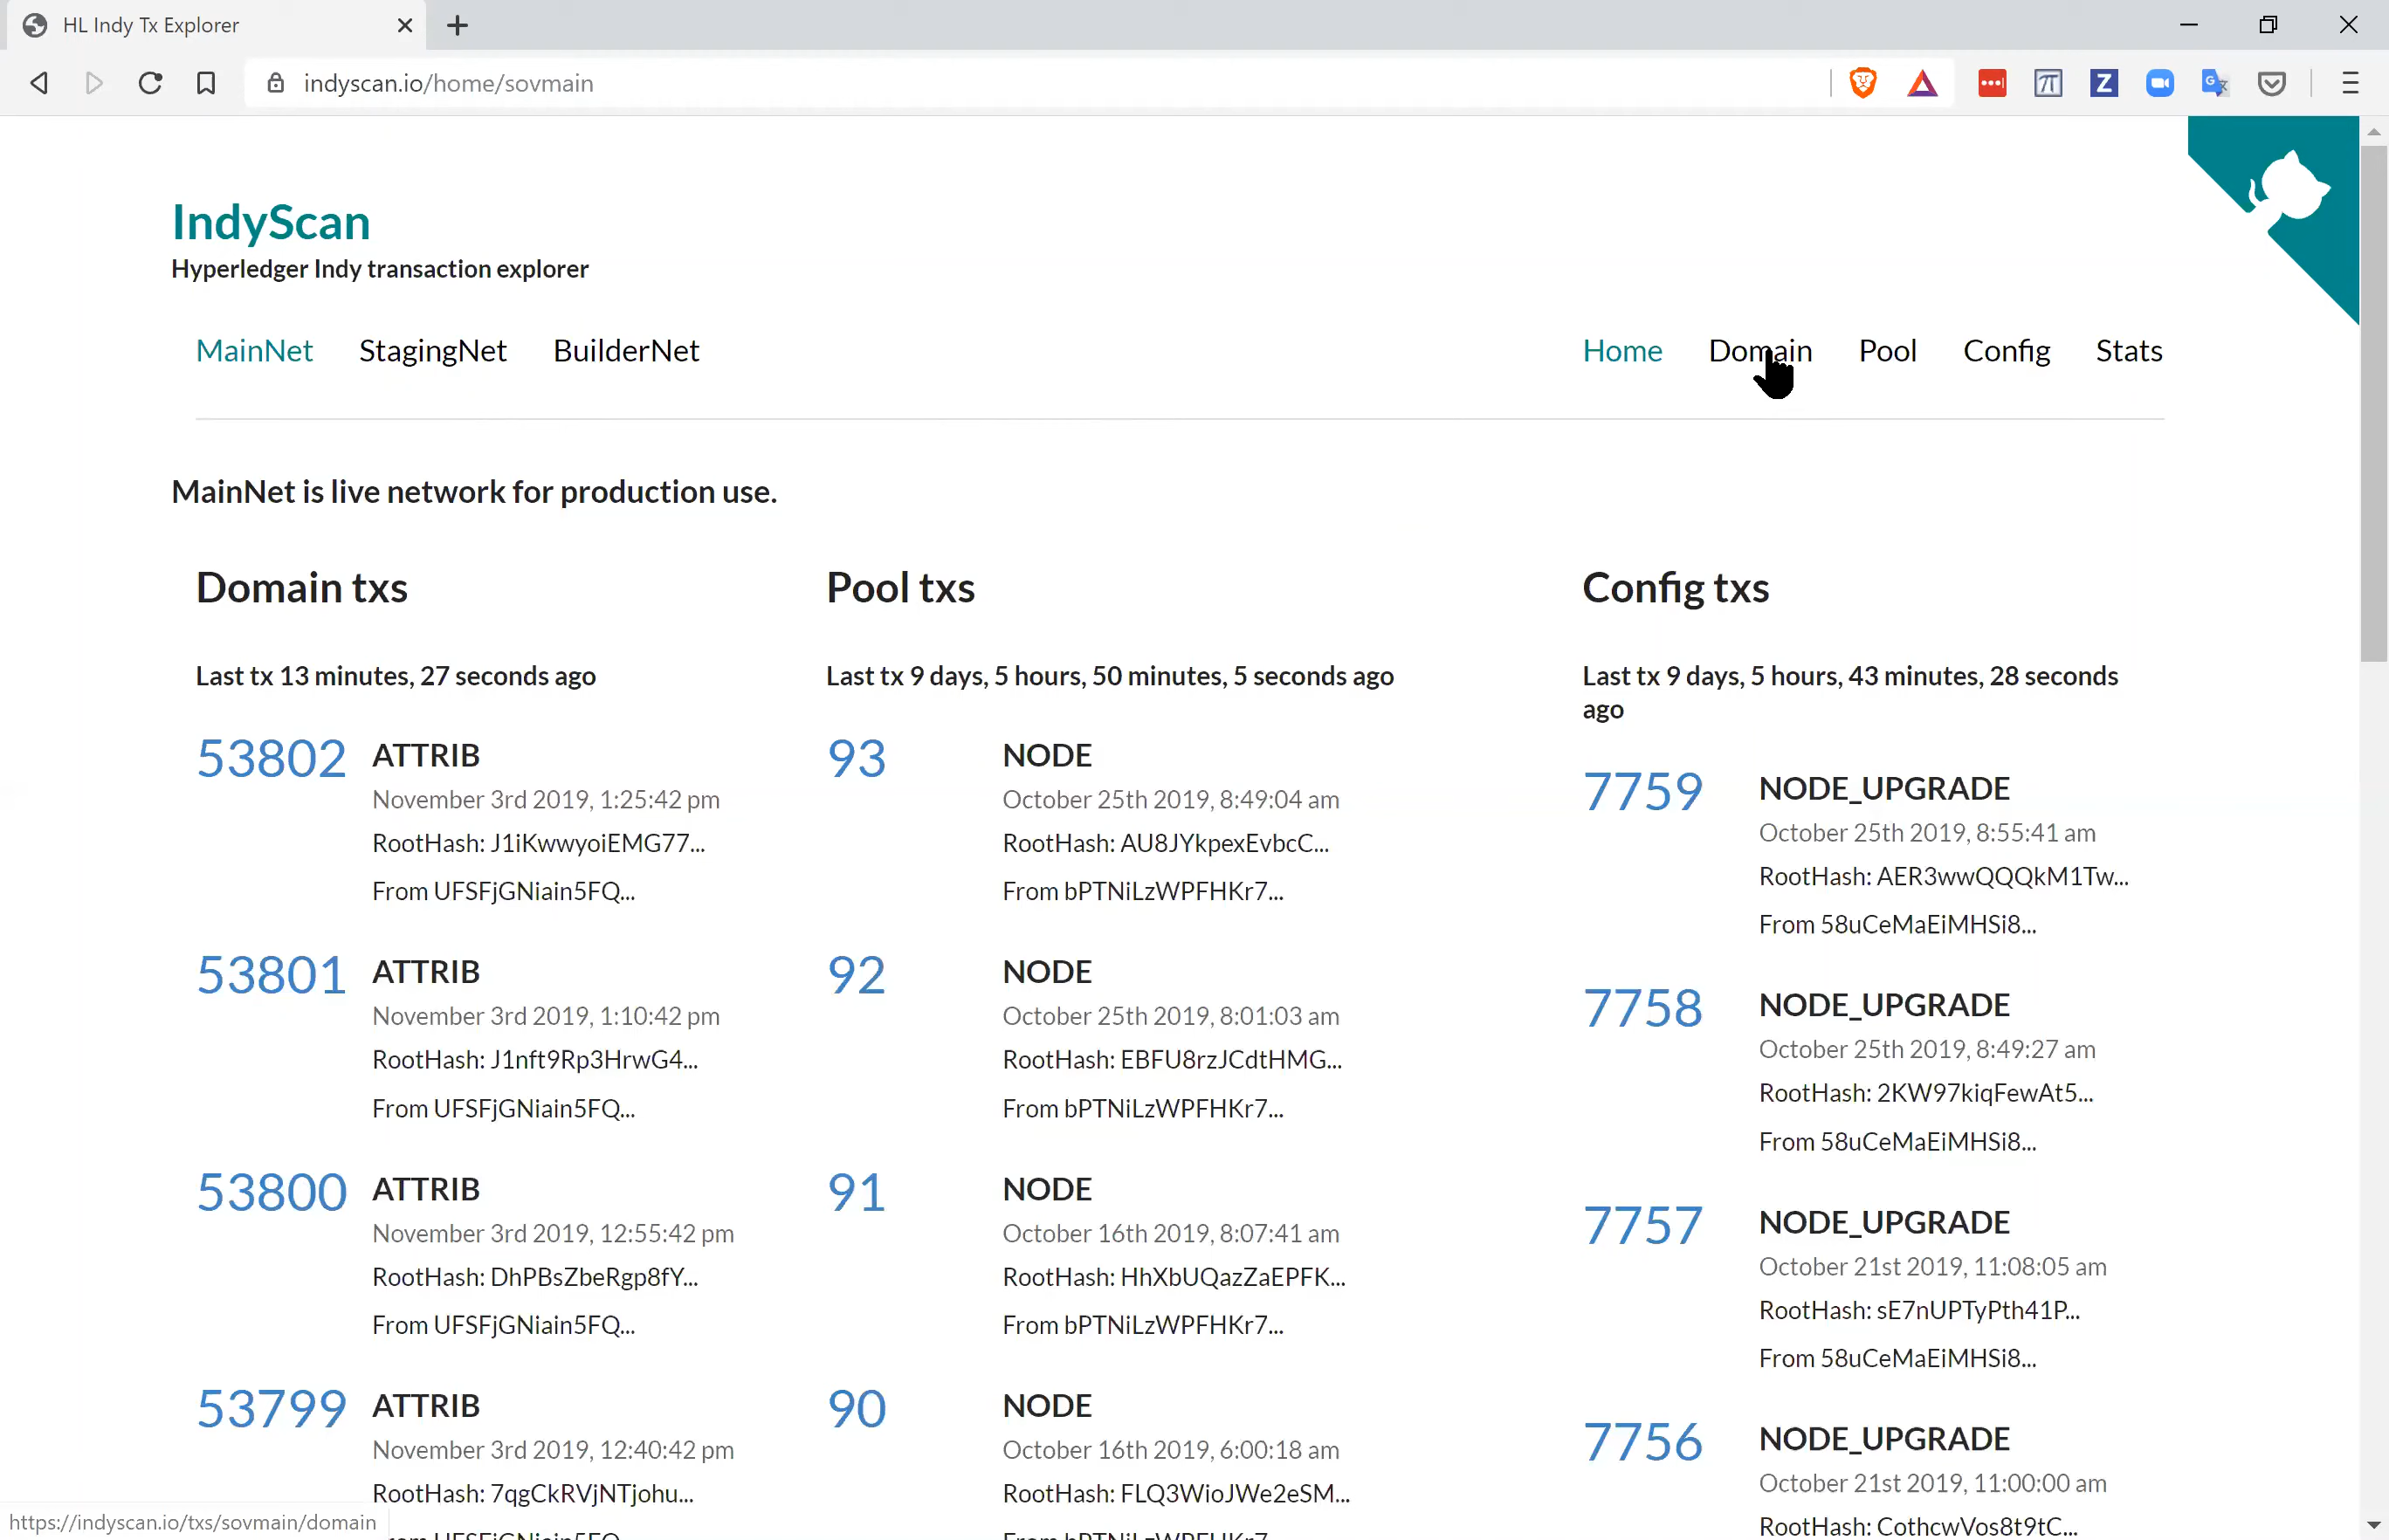 HL Indy Tx Explorer
indyscan.io/home/sovmain
IndyScan
Hyperledger Indy transaction explorer
MainNet StagingNet BuilderNet
Home Domain Pool Config Stats
MainNet is live network for production use.
Domain txs
Last tx 13 minutes, 27 seconds ago
53802 ATTRIB
November 3rd 2019, 1:25:42 pm
RootHash: J1iKwwyoiEMG77...
From UFSFjGNiain5FQ...
53801 ATTRIB
November 3rd 2019, 1:10:42 pm
RootHash: J1nft9Rp3HrwG4...
From UFSFjGNiain5FQ...
53800 ATTRIB
November 3rd 2019, 12:55:42 pm
RootHash: DhPBsZbeRgp8fY...
From UFSFjGNiain5FQ...
53799 ATTRIB
November 3rd 2019, 12:40:42 pm
RootHash: 7qgCkRVjNTjohu...
Pool txs
Last tx 9 days, 5 hours, 50 minutes, 5 seconds ago
93 NODE
October 25th 2019, 8:49:04 am
RootHash: AU8JYkpexEvbcC...
From bPTNiLzWPFHKr7...
92 NODE
October 25th 2019, 8:01:03 am
RootHash: EBFU8rzJCdtHMG...
From bPTNiLzWPFHKr7...
91 NODE
October 16th 2019, 8:07:41 am
RootHash: HhXbUQazZaEPFK...
From bPTNiLzWPFHKr7...
90 NODE
October 16th 2019, 6:00:18 am
RootHash: FLQ3WioJWe2eSM...
Config txs
Last tx 9 days, 5 hours, 43 minutes, 28 seconds
ago
7759 NODE_UPGRADE
October 25th 2019, 8:55:41 am
RootHash: AER3wwQQQkM1Tw...
From 58uCeMaEiMHSi8...
7758 NODE_UPGRADE
October 25th 2019, 8:49:27 am
RootHash: 2KW97kiqFewAt5...
From 58uCeMaEiMHSi8...
7757 NODE_UPGRADE
October 21st 2019, 11:08:05 am
RootHash: sE7nUPTyPth41P...
From 58uCeMaEiMHSi8...
7756 NODE_UPGRADE
October 21st 2019, 11:00:00 am
RootHash: CothcwVos8t9tC...
https://indyscan.io/txs/sovmain/domain